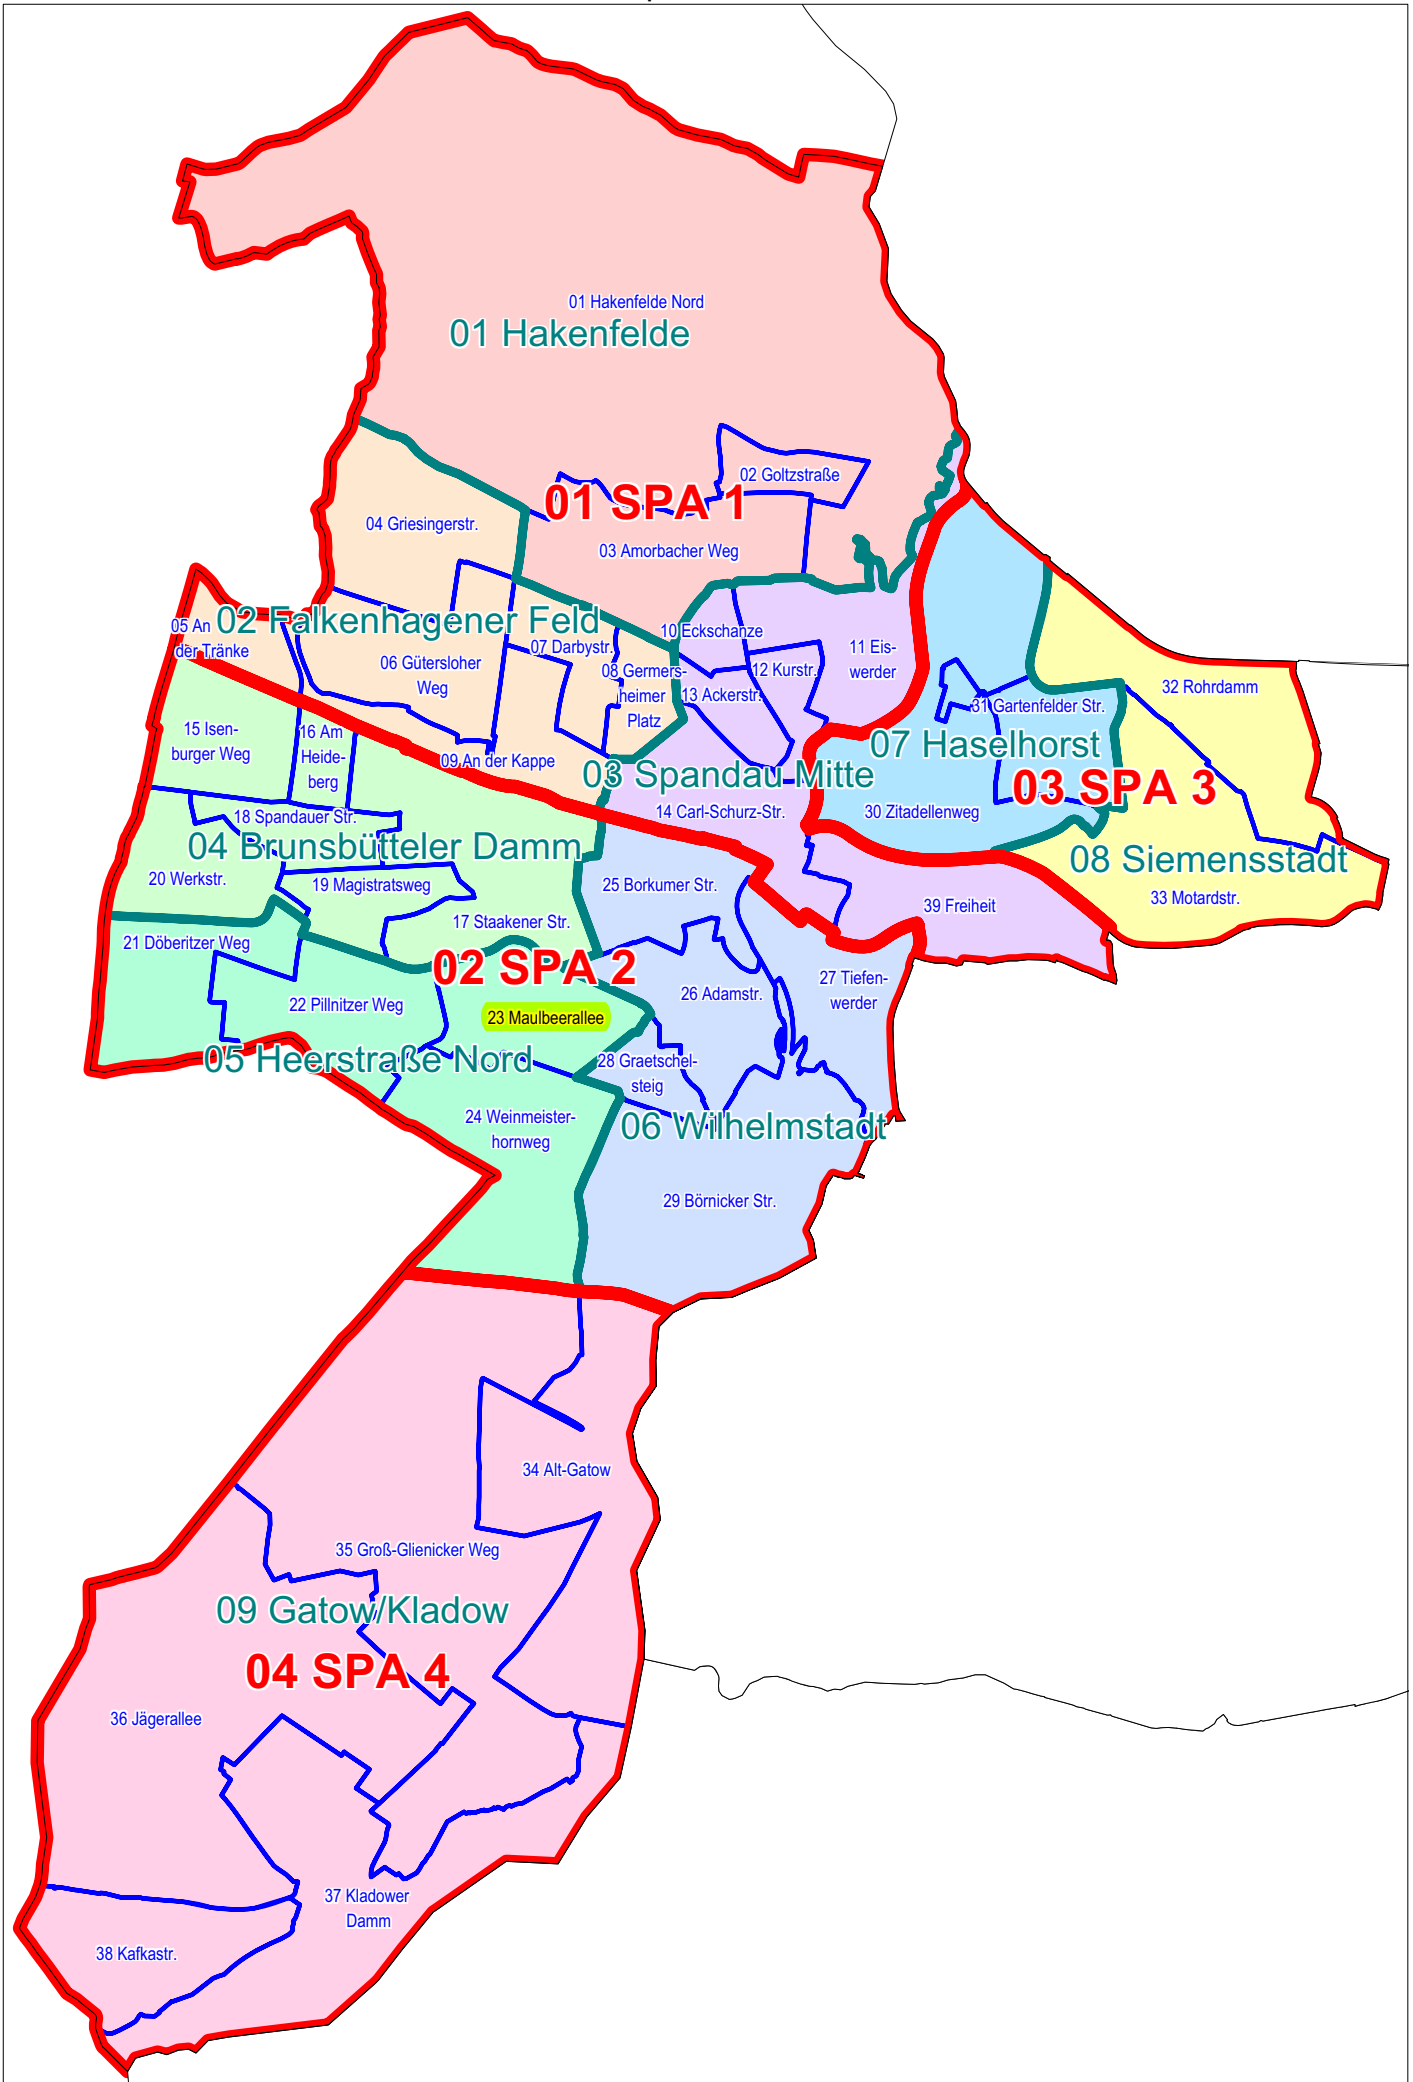 01 Hakenfelde Nord
01 Hakenfelde
02 Goltzstraße
01 SPA 1
04 Griesingerstr.
03 Amorbacher Weg
02 Falkenhagener Feld
05 An
der Tränke
10 Eckschanze
07 Darbystr.
11 Eis-
werder
06 Gütersloher
Weg
08 Germers-
heimer
Platz
12 Kurstr.
13 Ackerstr.
32 Rohrdamm
31 Gartenfelder Str.
15 Isen-
burger Weg
16 Am
Heide-
berg
07 Haselhorst
09 An der Kappe
03 Spandau Mitte
03 SPA 3
18 Spandauer Str.
14 Carl-Schurz-Str.
30 Zitadellenweg
04 Brunsbütteler Damm
08 Siemensstadt
20 Werkstr.
19 Magistratsweg
25 Borkumer Str.
33 Motardstr.
39 Freiheit
17 Staakener Str.
21 Döberitzer Weg
02 SPA 2
27 Tiefen-
werder
26 Adamstr.
22 Pillnitzer Weg
23 Maulbeerallee
05 Heerstraße Nord
28 Graetschel-
steig
24 Weinmeister-
hornweg
06 Wilhelmstadt
29 Börnicker Str.
34 Alt-Gatow
35 Groß-Glienicker Weg
09 Gatow/Kladow
04 SPA 4
36 Jägerallee
37 Kladower
Damm
38 Kafkastr.